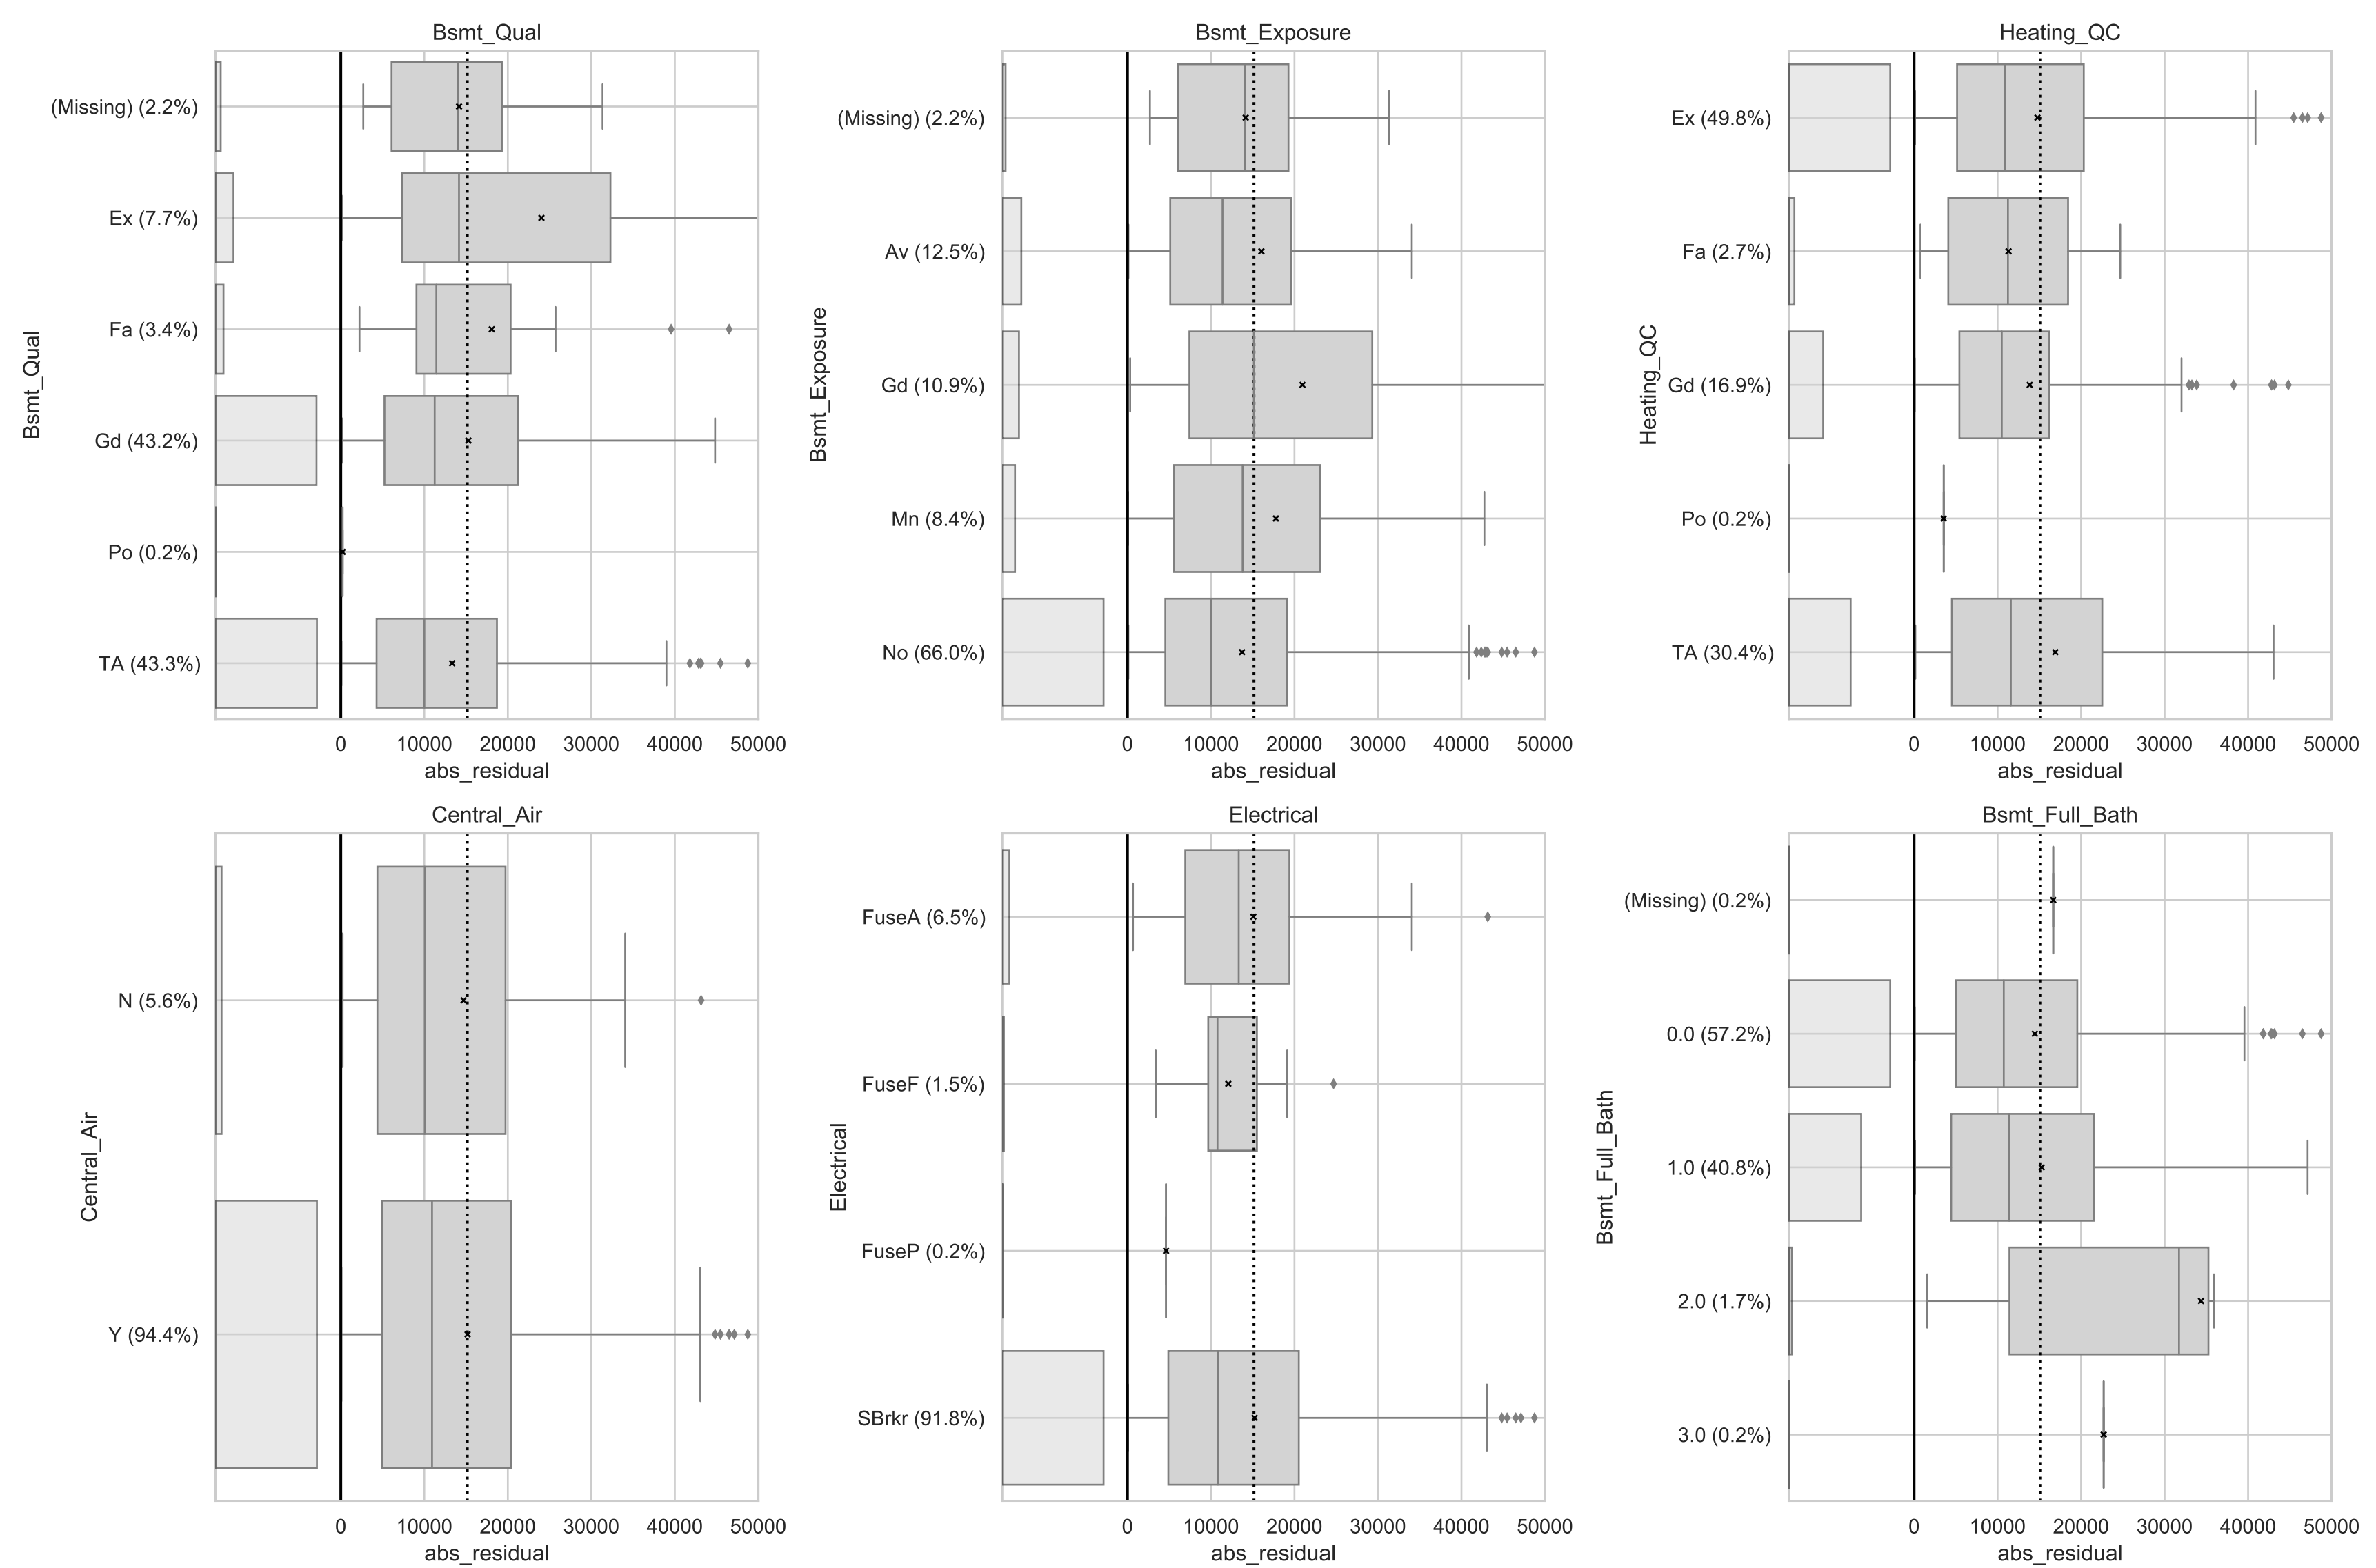 Bsmt_Qual
Bsmt_Qual
(Missing) (2.2%)
Ex (7.7%)
Fa (3.4%)
Gd (43.2%)
Po (0.2%)
TA (43.3%)
0 10000 20000 30000 40000 50000
abs_residual
Bsmt_Exposure
Bsmt_Exposure
(Missing) (2.2%)
Av (12.5%)
Gd (10.9%)
Mn (8.4%)
No (66.0%)
0 10000 20000 30000 40000 50000
abs_residual
Heating_QC
Heating_QC
Ex (49.8%)
Fa (2.7%)
Gd (16.9%)
Po (0.2%)
TA (30.4%)
0 10000 20000 30000 40000 50000
abs_residual
Central_Air
Central_Air
N (5.6%)
Y (94.4%)
0 10000 20000 30000 40000 50000
abs_residual
Electrical
Electrical
FuseA (6.5%)
FuseF (1.5%)
FuseP (0.2%)
SBrkr (91.8%)
0 10000 20000 30000 40000 50000
abs_residual
Bsmt_Full_Bath
Bsmt_Full_Bath
(Missing) (0.2%)
0.0 (57.2%)
1.0 (40.8%)
2.0 (1.7%)
3.0 (0.2%)
0 10000 20000 30000 40000 50000
abs_residual